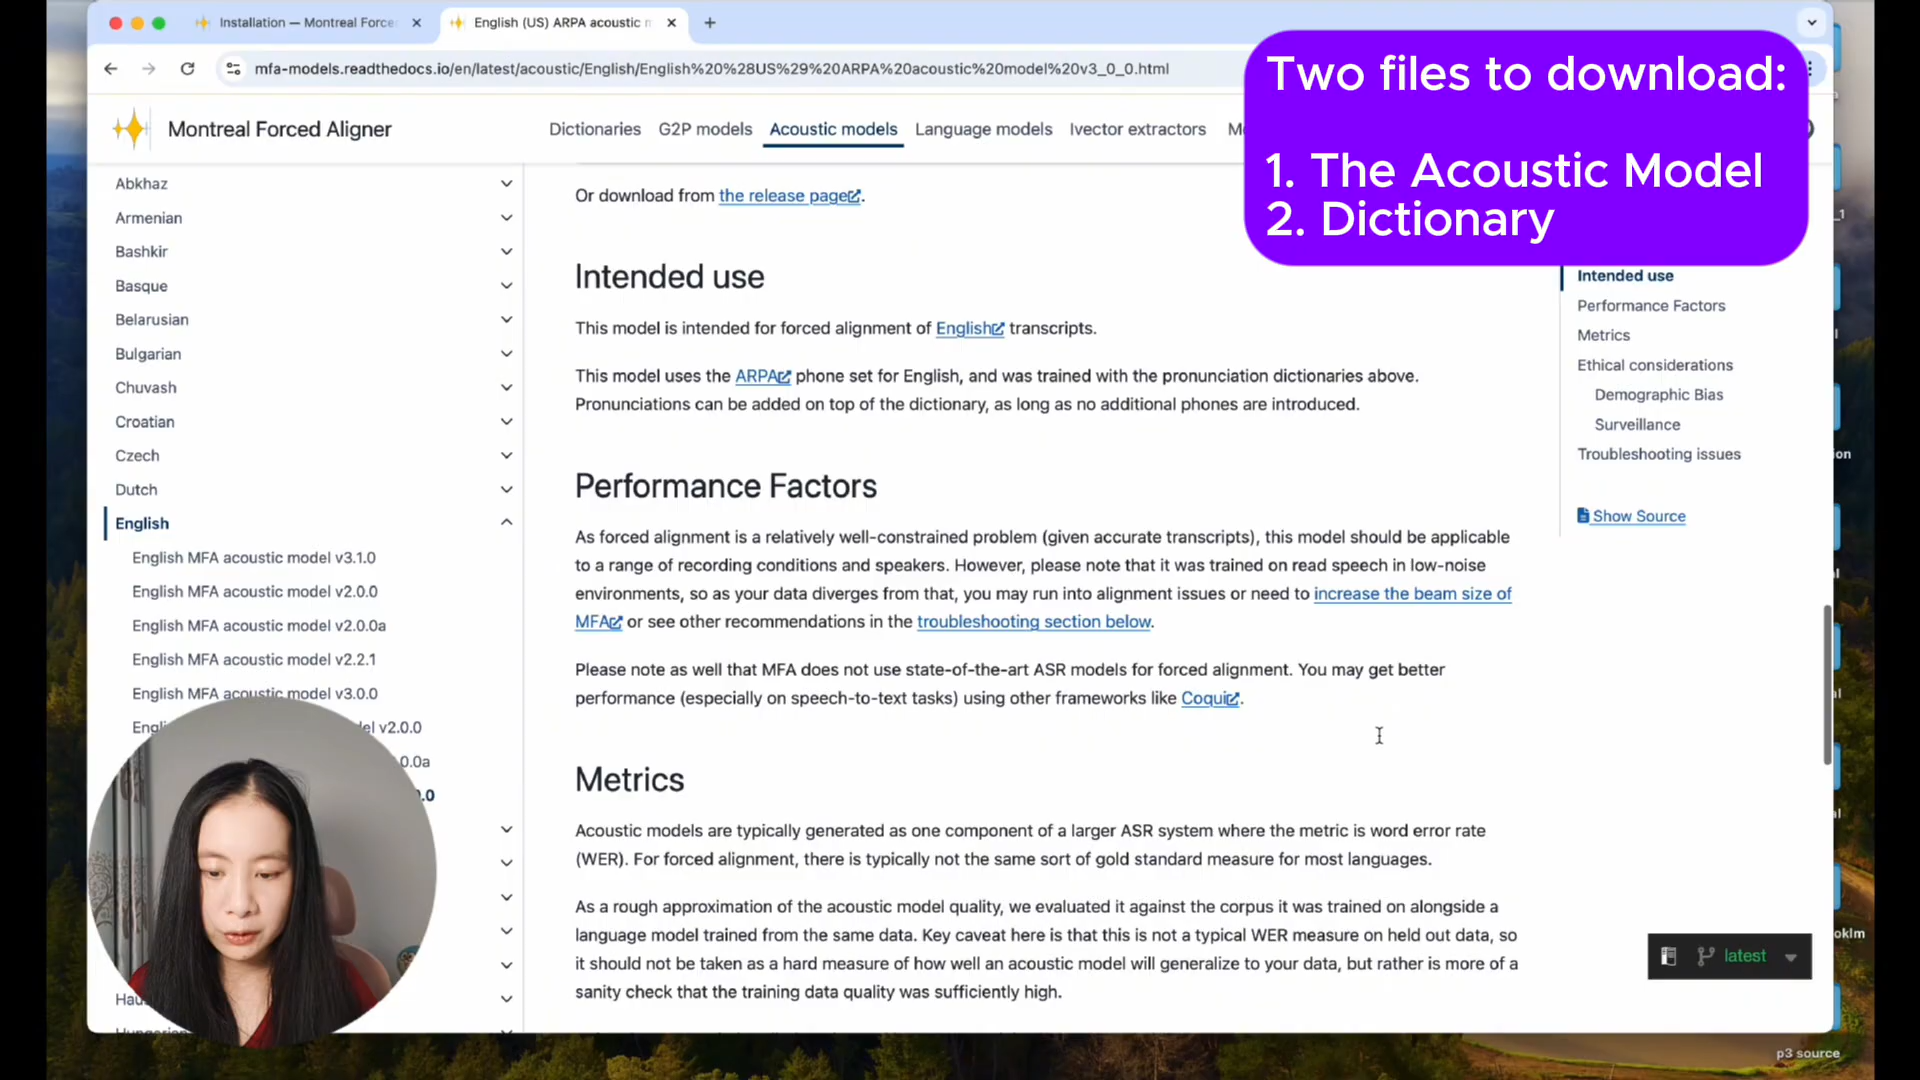 Installation — Montreal Force
English (US) ARPA acoustic m
mfa-models.readthedocs.io/en/latest/acoustic/English/English%20%28US%29%20ARPA%20acoustic%20model%20v3_0_0.html
Two files to download:
1. The Acoustic Model
2. Dictionary
Montreal Forced Aligner
Dictionaries
G2P models
Acoustic models
Language models
Ivector extractors
Abkhaz
Armenian
Bashkir
Basque
Belarusian
Bulgarian
Chuvash
Croatian
Czech
Dutch
English
English MFA acoustic model v3.1.0
English MFA acoustic model v2.0.0
English MFA acoustic model v2.0.0a
English MFA acoustic model v2.2.1
English MFA acoustic model v3.0.0
Engl
el v2.0.0
.0.0a
.0
Hau
Hungarian
Or download from the release page.
Intended use
This model is intended for forced alignment of English transcripts.
This model uses the ARPA phone set for English, and was trained with the pronunciation dictionaries above.
Pronunciations can be added on top of the dictionary, as long as no additional phones are introduced.
Performance Factors
As forced alignment is a relatively well-constrained problem (given accurate transcripts), this model should be applicable
to a range of recording conditions and speakers. However, please note that it was trained on read speech in low-noise
environments, so as your data diverges from that, you may run into alignment issues or need to increase the beam size of
MFA or see other recommendations in the troubleshooting section below.
Please note as well that MFA does not use state-of-the-art ASR models for forced alignment. You may get better
performance (especially on speech-to-text tasks) using other frameworks like Coqui.
Metrics
Acoustic models are typically generated as one component of a larger ASR system where the metric is word error rate
(WER). For forced alignment, there is typically not the same sort of gold standard measure for most languages.
As a rough approximation of the acoustic model quality, we evaluated it against the corpus it was trained on alongside a
language model trained from the same data. Key caveat here is that this is not a typical WER measure on held out data, so
it should not be taken as a hard measure of how well an acoustic model will generalize to your data, but rather is more of a
sanity check that the training data quality was sufficiently high.
Intended use
Performance Factors
Metrics
Ethical considerations
Demographic Bias
Surveillance
Troubleshooting issues
Show Source
latest
_1
ion
oklm
p3 source